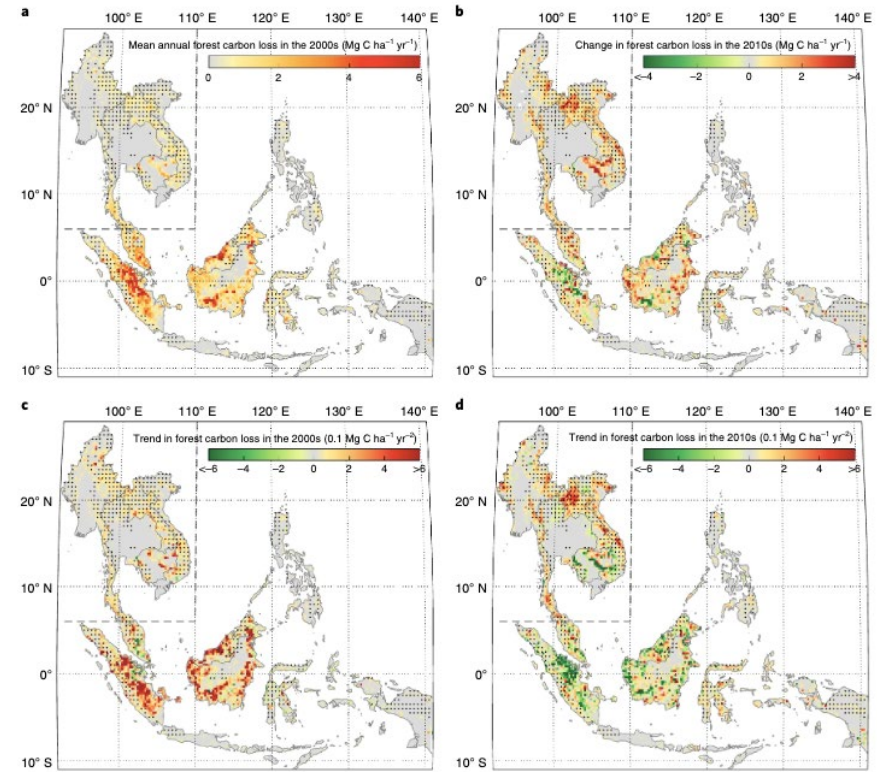 a
100° E 110° E 120° E 130° E 140° E
Mean annual forest carbon loss in the 2000s (Mg C ha⁻¹ yr⁻¹)
0 2 4 6
20° N
10° N
0°
10° S
b
100° E 110° E 120° E 130° E 140° E
Change in forest carbon loss in the 2010s (Mg C ha⁻¹ yr⁻¹)
<−4 −2 0 2 >4
20° N
10° N
0°
10° S
c
100° E 110° E 120° E 130° E 140° E
Trend in forest carbon loss in the 2000s (0.1 Mg C ha⁻¹ yr⁻²)
<−6 −4 −2 0 2 4 >6
20° N
10° N
0°
10° S
d
100° E 110° E 120° E 130° E 140° E
Trend in forest carbon loss in the 2010s (0.1 Mg C ha⁻¹ yr⁻²)
<−6 −4 −2 0 2 4 >6
20° N
10° N
0°
10° S